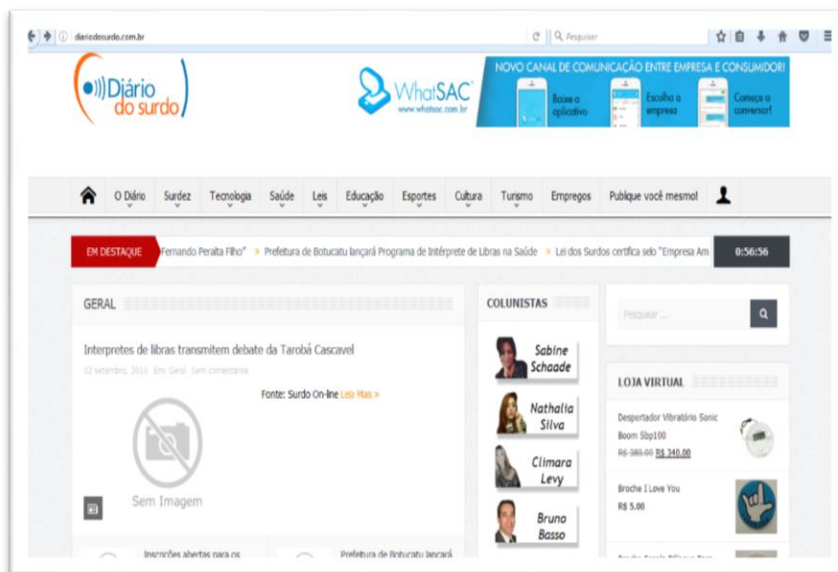 diariodosurdo.com.br
Pesquisar
Diário
do surdo
WhatSAC
www.whatsac.com.br
NOVO CANAL DE COMUNICAÇÃO ENTRE EMPRESA E CONSUMIDOR!
Baixe o
aplicativo
Escolha a
empresa
Começe a
conversar!
O Diário Surdez Tecnologia Saúde Leis Educação Esportes Cultura Turismo Empregos Publique você mesmo!
EM DESTAQUE Fernando Peralta Filho" » Prefeitura de Botucatu lançará Programa de Intérprete de Libras na Saúde » Lei dos Surdos certifica selo "Empresa Am 0:56:56
GERAL
Interpretes de libras transmitem debate da Tarobá Cascavel
02 setembro, Em: Geral Sem comentários
Fonte: Surdo On-line Leia Mais »
Sem Imagem
Inscrições abertas para os
Prefeitura de Botucatu lançará
COLUNISTAS
Sabine
Schaade
Nathalia
Silva
Climara
Levy
Bruno
Basso
Pesquisar ...
LOJA VIRTUAL
Despertador Vibratório Sonic
Boom Sbp100
R$ 380.00 R$ 340.00
Broche I Love You
R$ 5.00